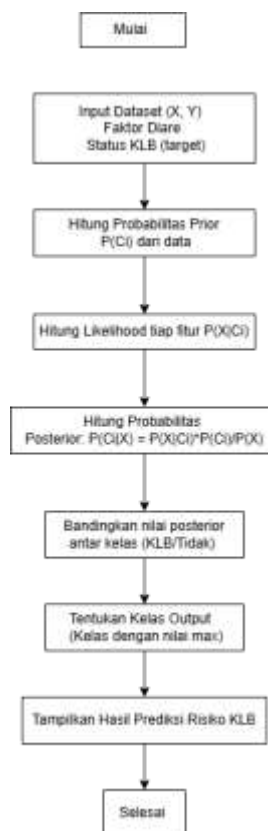 Mulai
Input Dataset (X, Y)
Faktor Diare
Status KLB (target)
Hitung Probabilitas Prior
P(Ci) dari data
Hitung Likelihood tiap fitur P(X|Ci)
Hitung Probabilitas
Posterior: P(Ci|X) = P(X|Ci)*P(Ci)/P(X)
Bandingkan nilai posterior
antar kelas (KLB/Tidak)
Tentukan Kelas Output
(Kelas dengan nilai max)
Tampilkan Hasil Prediksi Risiko KLB
Selesai